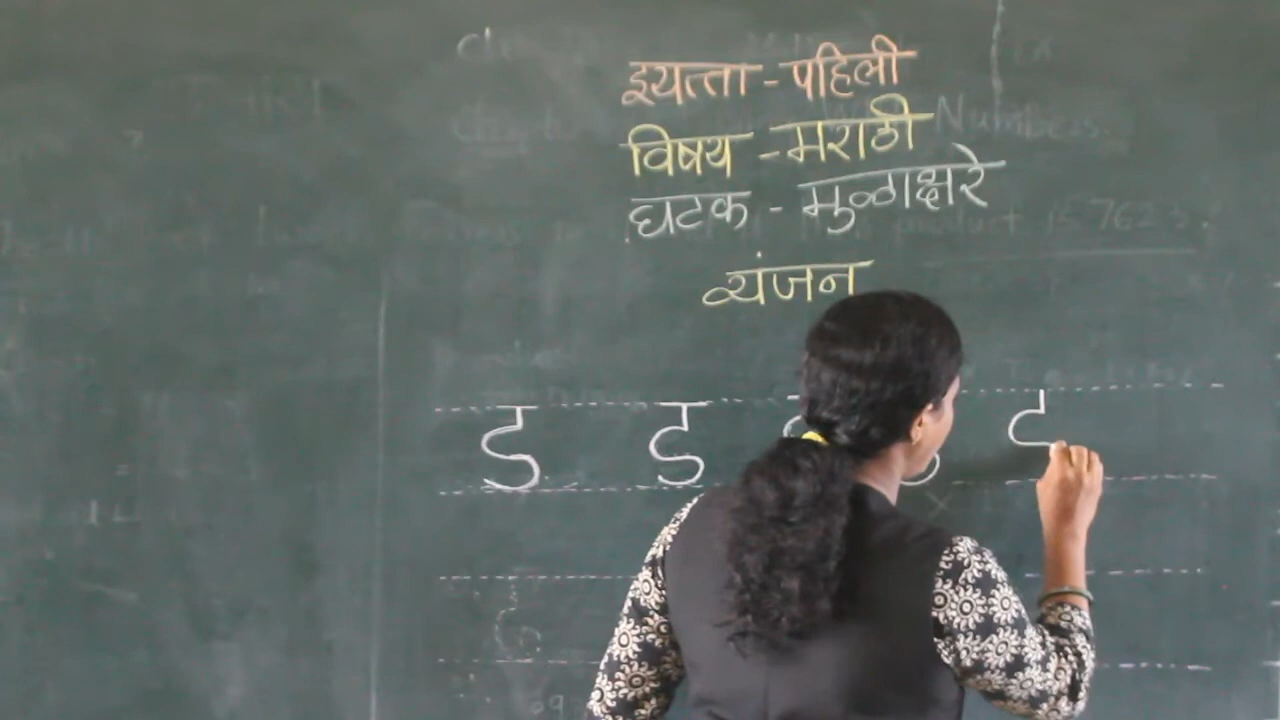 इयत्ता - पहिली
विषय - मराठी
घटक - मुळाक्षरे
व्यंजन
ड ड